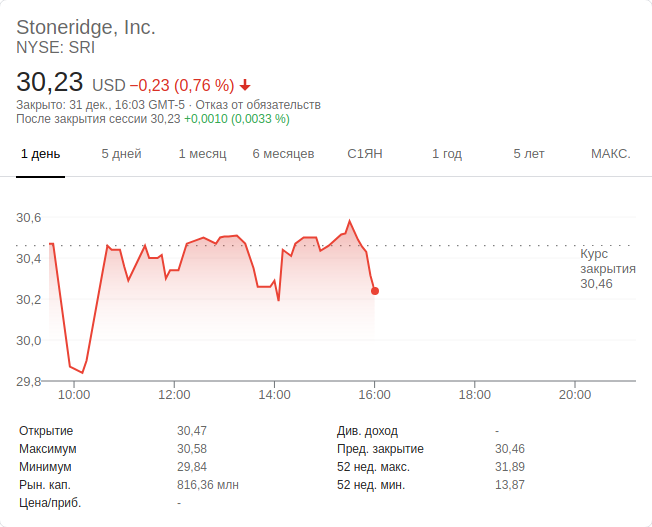 Stoneridge, Inc.
NYSE: SRI
30,23 USD −0,23 (0,76 %)
Закрыто: 31 дек., 16:03 GMT-5 · Отказ от обязательств
После закрытия сессии 30,23 +0,0010 (0,0033 %)
1 день 5 дней 1 месяц 6 месяцев С1ЯН 1 год 5 лет МАКС.
30,6
30,4
30,2
30,0
29,8
Курс
закрытия
30,46
10:00 12:00 14:00 16:00 18:00 20:00
Открытие 30,47 Див. доход -
Максимум 30,58 Пред. закрытие 30,46
Минимум 29,84 52 нед. макс. 31,89
Рын. кап. 816,36 млн 52 нед. мин. 13,87
Цена/приб. -